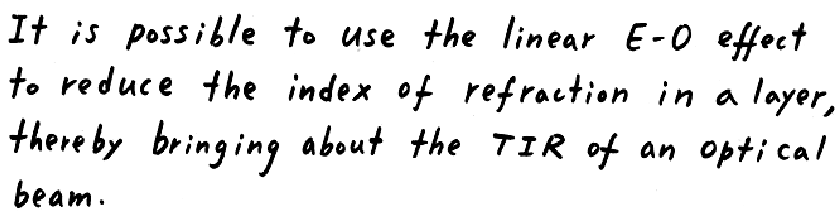 It is possible to use the linear E-O effect
to reduce the index of refraction in a layer,
thereby bringing about the TIR of an optical
beam.